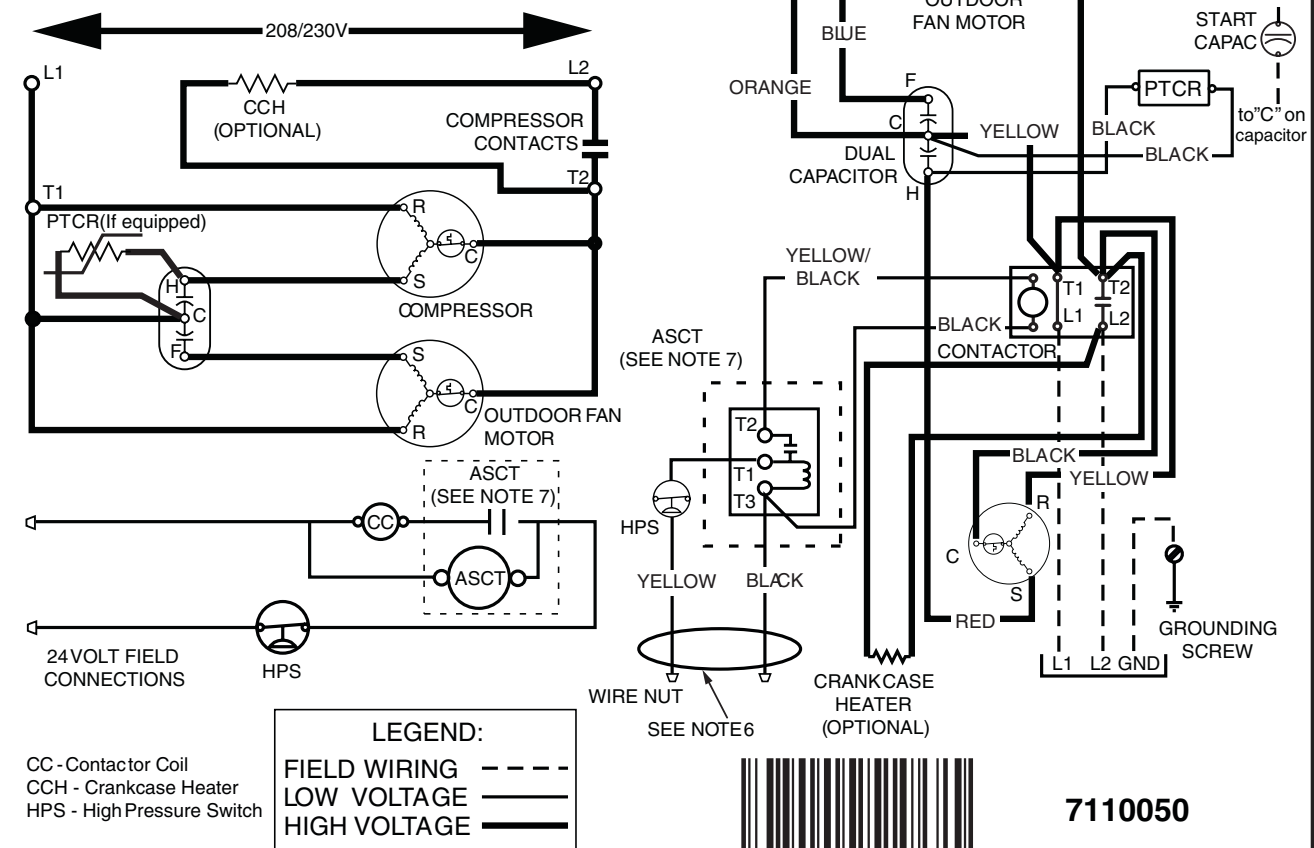 208/230V
L1
L2
CCH
(OPTIONAL)
COMPRESSOR
CONTACTS
T2
T1
PTCR(If equipped)
R
C
S
COMPRESSOR
H
C
F
S
C
R
OUTDOOR FAN
MOTOR
ASCT
(SEE NOTE 7)
CC
ASCT
24 VOLT FIELD
CONNECTIONS
HPS
CC - Contactor Coil
CCH - Crankcase Heater
HPS - High Pressure Switch
LEGEND:
FIELD WIRING
LOW VOLTAGE
HIGH VOLTAGE
OUTDOOR
FAN MOTOR
BLUE
ORANGE
START
CAPAC
PTCR
to"C" on
capacitor
F
C
H
DUAL
CAPACITOR
YELLOW
BLACK
BLACK
YELLOW/
BLACK
T1
T2
L1
L2
BLACK
CONTACTOR
ASCT
(SEE NOTE 7)
T2
T1
T3
HPS
YELLOW
BLACK
BLACK
YELLOW
R
C
S
RED
GROUNDING
SCREW
L1 L2 GND
WIRE NUT
SEE NOTE 6
CRANKCASE
HEATER
(OPTIONAL)
7110050